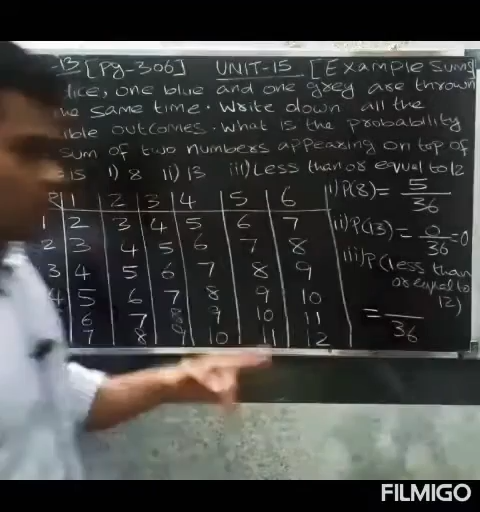 -13 [Pg-306] UNIT-15 [Example Sums
dice, one blue and one grey are thrown
me same time. Write down all the
ible outcomes. What is the probability
sum of two numbers appearing on top of
is 1) 8 ii) 13 iii) Less than or equal to 12
1 2 3 4 5 6
1 2 3 4 5 6 7
2 3 4 5 6 7 8
3 4 5 6 7 8 9
4 5 6 7 8 9 10
6 7 8 9 10 11
7 8 9 10 11 12
i) P(8) = 5/36
ii) P(13) = 0/36 = 0
iii) P(less than
or equal to
12)
= /36
FILMIGO